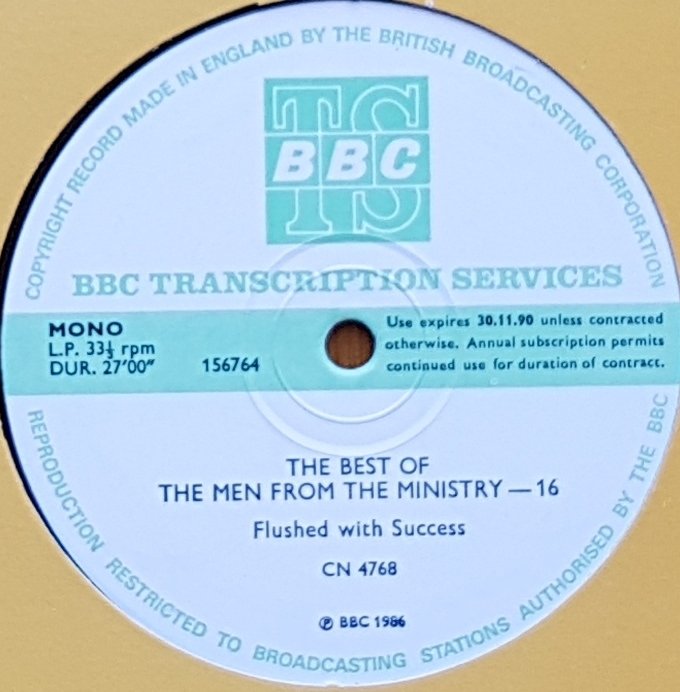 COPYRIGHT RECORD MADE IN ENGLAND BY THE BRITISH BROADCASTING CORPORATION
TS
BBC
BBC TRANSCRIPTION SERVICES
MONO
L.P. 33⅓ rpm
DUR. 27′00″
156764
Use expires 30.11.90 unless contracted
otherwise. Annual subscription permits
continued use for duration of contract.
THE BEST OF
THE MEN FROM THE MINISTRY — 16
Flushed with Success
CN 4768
℗ BBC 1986
REPRODUCTION RESTRICTED TO BROADCASTING STATIONS AUTHORISED BY THE BBC